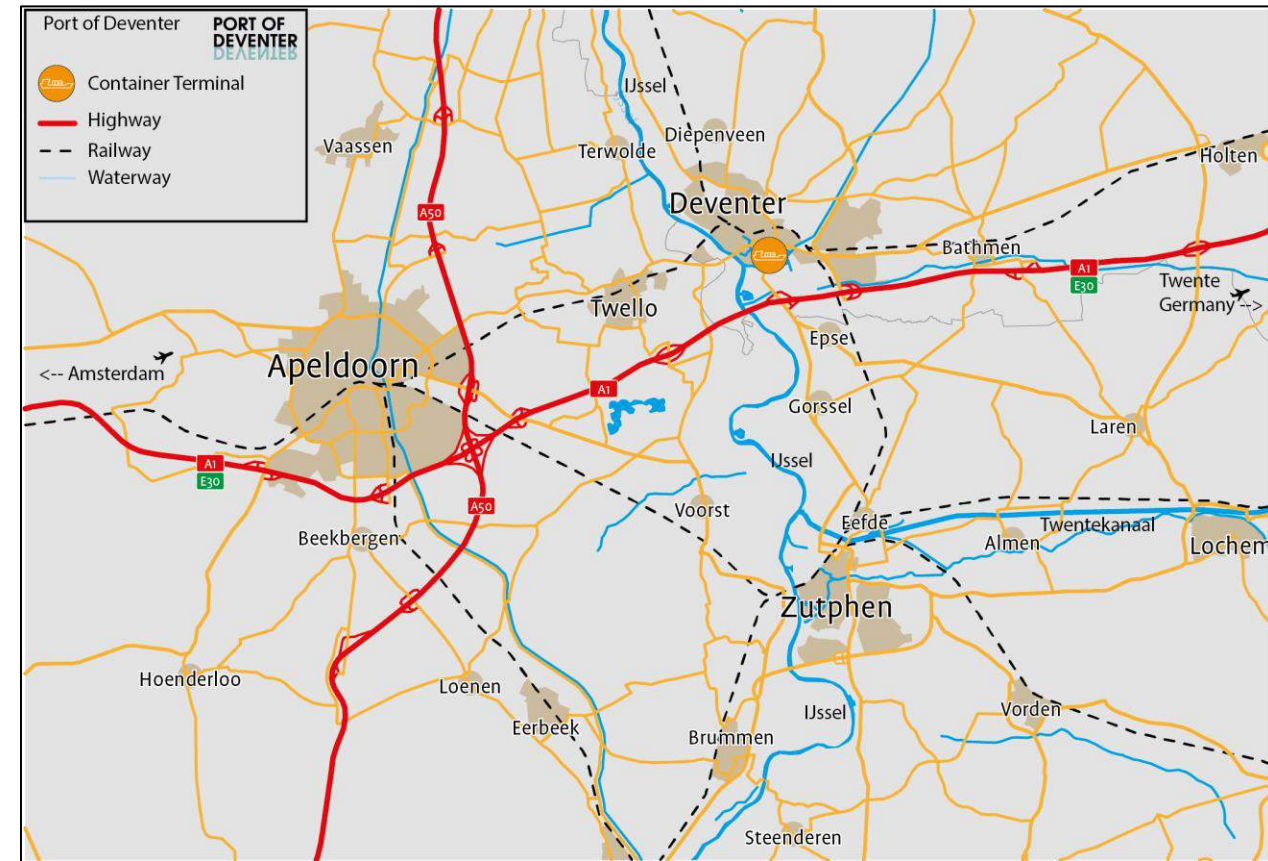 Port of Deventer
PORT OF
DEVENTER
DEVENTER
Container Terminal
Highway
Railway
Waterway
IJssel
Diepenveen
Vaassen
Terwolde
Holten
A50
Deventer
Bathmen
A1
E30
Twente
Germany -->
Twello
Epse
<-- Amsterdam
Apeldoorn
A1
Gorssel
Laren
A1
E30
IJssel
A50
Voorst
Eefde
Twentekanaal
Beekbergen
Almen
Lochem
Zutphen
Hoenderloo
Loenen
IJssel
Vorden
Eerbeek
Brummen
Steenderen